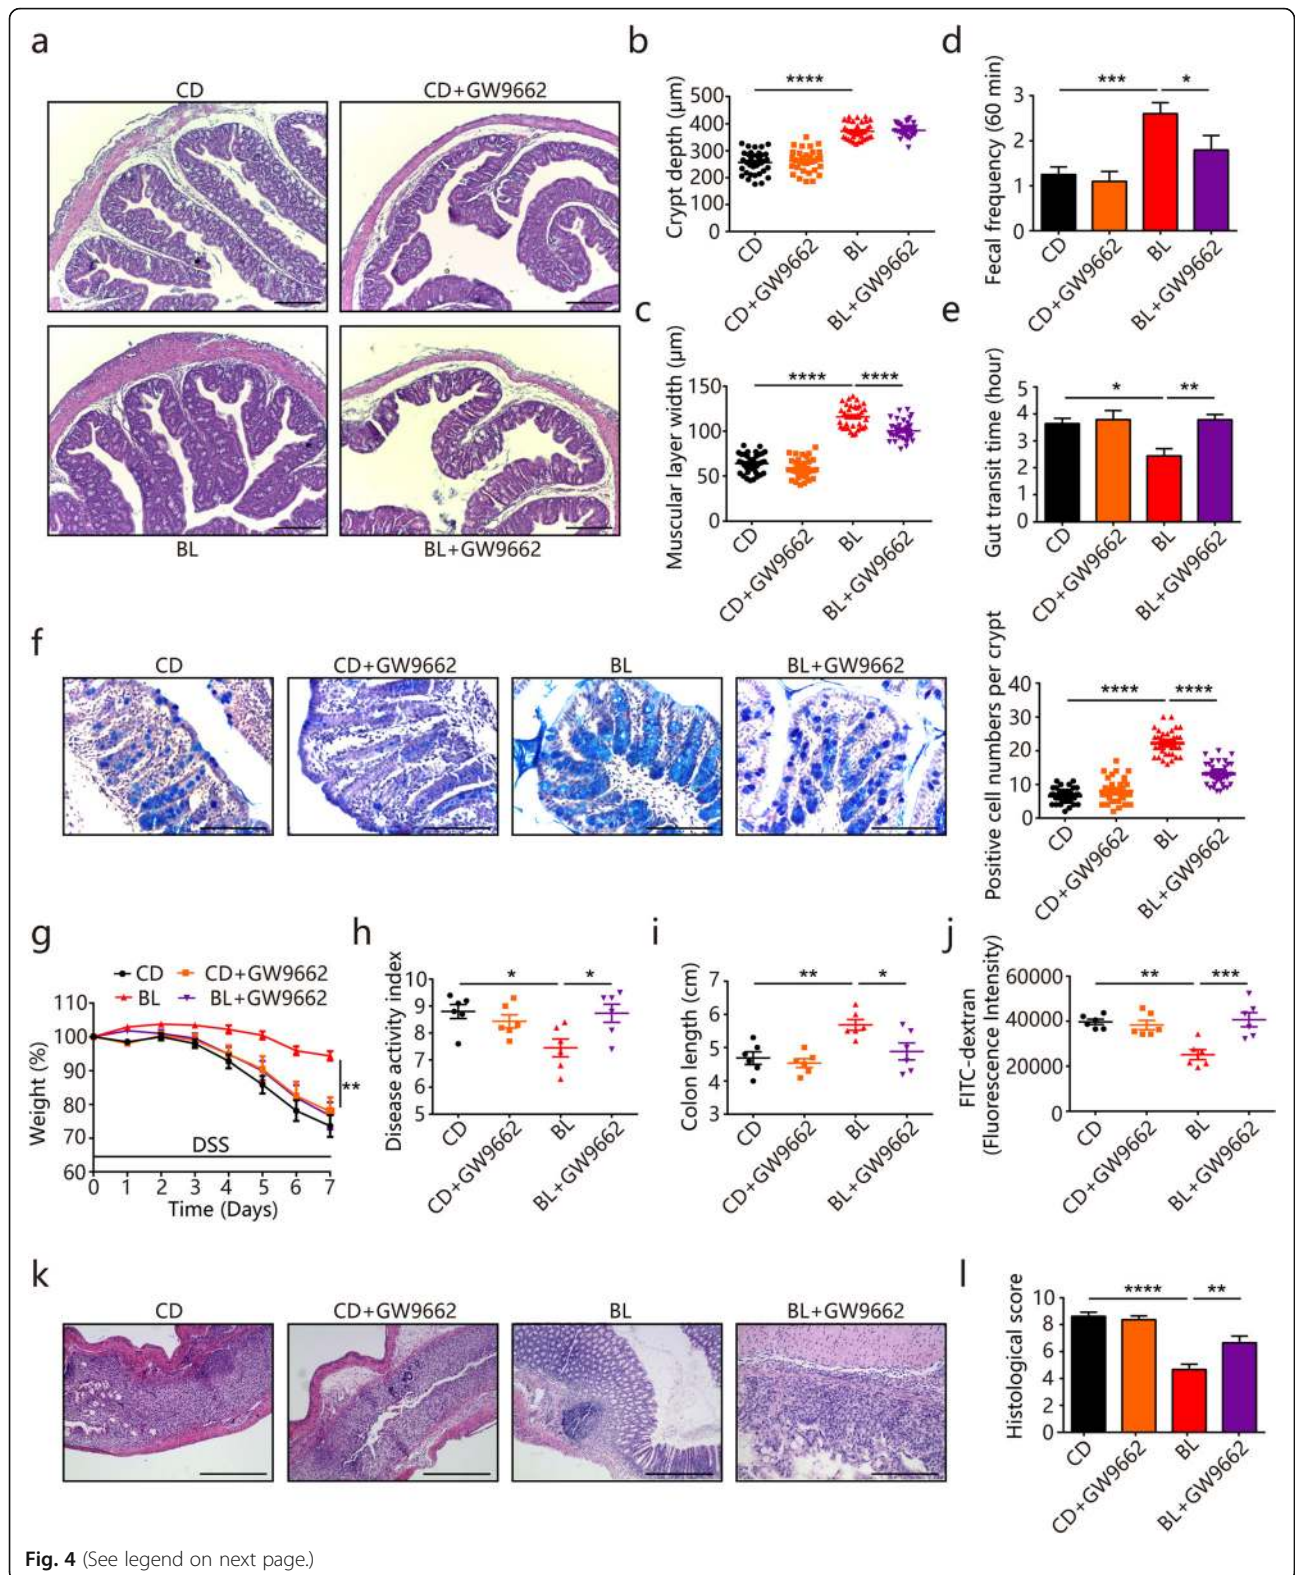 a
CD
CD+GW9662
BL
BL+GW9662
b
****
Crypt depth (µm)
500
400
300
200
100
0
CD
CD+GW9662
BL
BL+GW9662
c
****
****
Muscular layer width (µm)
150
100
50
0
CD
CD+GW9662
BL
BL+GW9662
d
***
*
Fecal frequency (60 min)
3
2
1
0
CD
CD+GW9662
BL
BL+GW9662
e
*
**
Gut transit time (hour)
5
4
3
2
1
0
CD
CD+GW9662
BL
BL+GW9662
f
CD
CD+GW9662
BL
BL+GW9662
****
****
Positive cell numbers per crypt
40
30
20
10
0
CD
CD+GW9662
BL
BL+GW9662
g
CD
CD+GW9662
BL
BL+GW9662
Weight (%)
110
100
90
80
70
60
**
DSS
0 1 2 3 4 5 6 7
Time (Days)
h
*
*
Disease activity index
10
9
8
7
6
5
CD
CD+GW9662
BL
BL+GW9662
i
**
*
Colon length (cm)
7
6
5
4
3
CD
CD+GW9662
BL
BL+GW9662
j
**
***
FITC-dextran
(Fluorescence Intensity)
60000
40000
20000
0
CD
CD+GW9662
BL
BL+GW9662
k
CD
CD+GW9662
BL
BL+GW9662
l
****
**
Histological score
10
8
6
4
2
0
CD
CD+GW9662
BL
BL+GW9662
Fig. 4 (See legend on next page.)